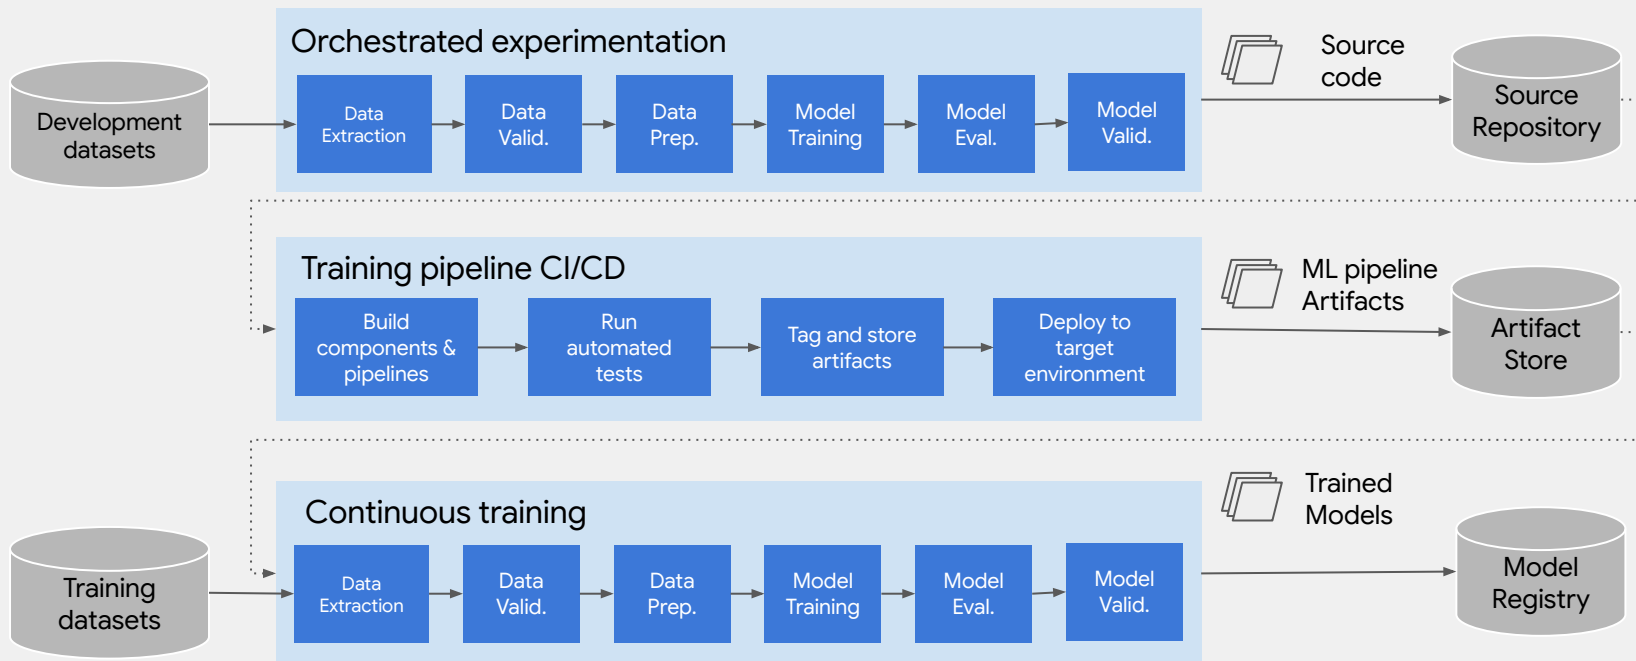 Orchestrated experimentation
Development
datasets
Data
Extraction
Data
Valid.
Data
Prep.
Model
Training
Model
Eval.
Model
Valid.
Source
code
Source
Repository
Training pipeline CI/CD
Build
components &
pipelines
Run
automated
tests
Tag and store
artifacts
Deploy to
target
environment
ML pipeline
Artifacts
Artifact
Store
Continuous training
Training
datasets
Data
Extraction
Data
Valid.
Data
Prep.
Model
Training
Model
Eval.
Model
Valid.
Trained
Models
Model
Registry